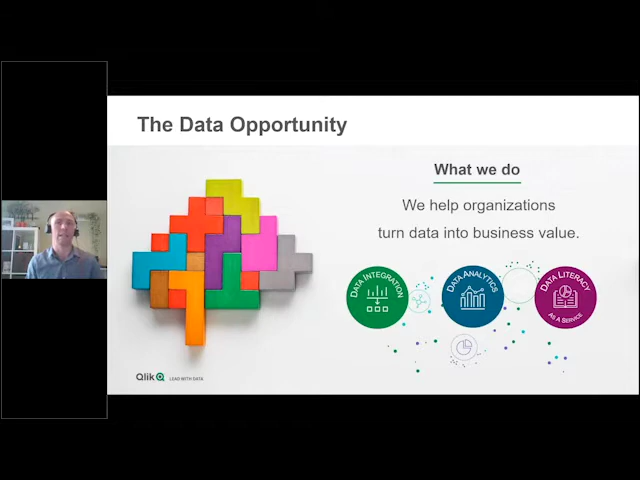 The Data Opportunity
What we do
We help organizations
turn data into business value.
DATA INTEGRATION
DATA ANALYTICS
DATA LITERACY
AS A SERVICE
Qlik
LEAD WITH DATA